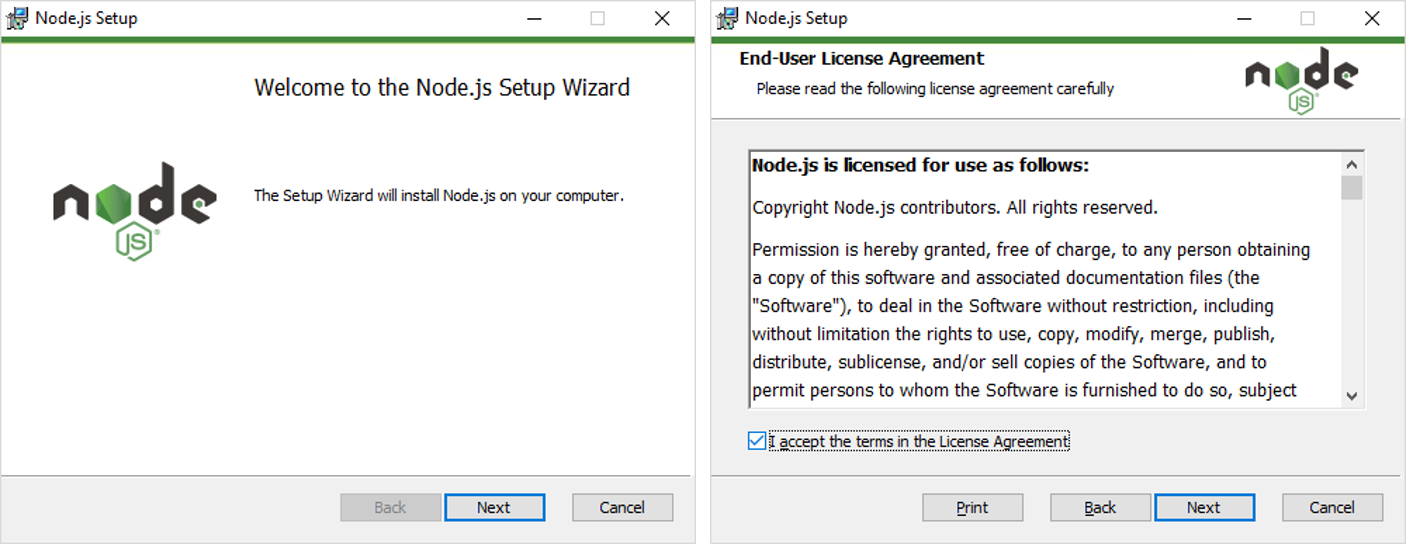 Node.js Setup
Welcome to the Node.js Setup Wizard
node
JS
The Setup Wizard will install Node.js on your computer.
Back
Next
Cancel
Node.js Setup
End-User License Agreement
Please read the following license agreement carefully
node
JS
Node.js is licensed for use as follows:
Copyright Node.js contributors. All rights reserved.
Permission is hereby granted, free of charge, to any person obtaining
a copy of this software and associated documentation files (the
"Software"), to deal in the Software without restriction, including
without limitation the rights to use, copy, modify, merge, publish,
distribute, sublicense, and/or sell copies of the Software, and to
permit persons to whom the Software is furnished to do so, subject
I accept the terms in the License Agreement
Print
Back
Next
Cancel